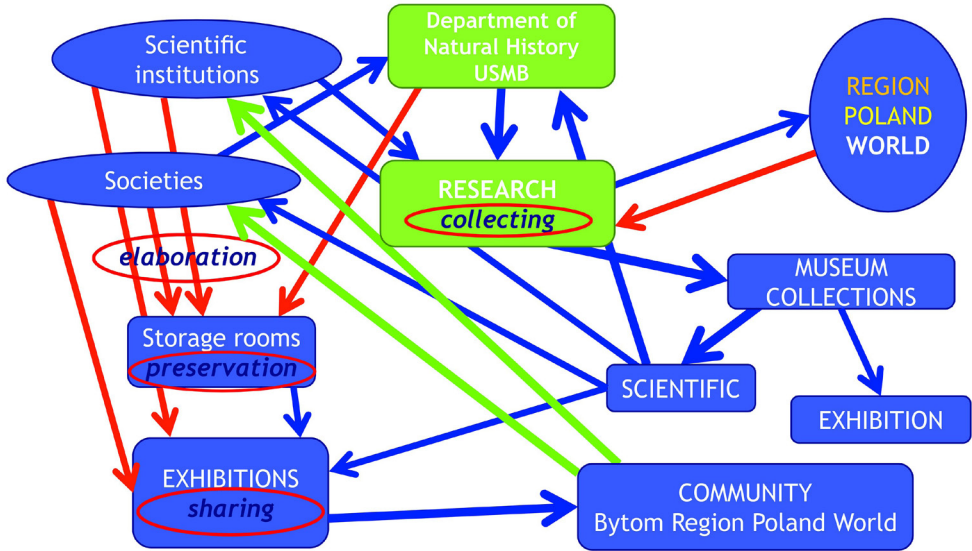 Scientific
institutions
Department of
Natural History
USMB
REGION
POLAND
WORLD
Societies
RESEARCH
collecting
elaboration
MUSEUM
COLLECTIONS
Storage rooms
preservation
SCIENTIFIC
EXHIBITION
EXHIBITIONS
sharing
COMMUNITY
Bytom Region Poland World